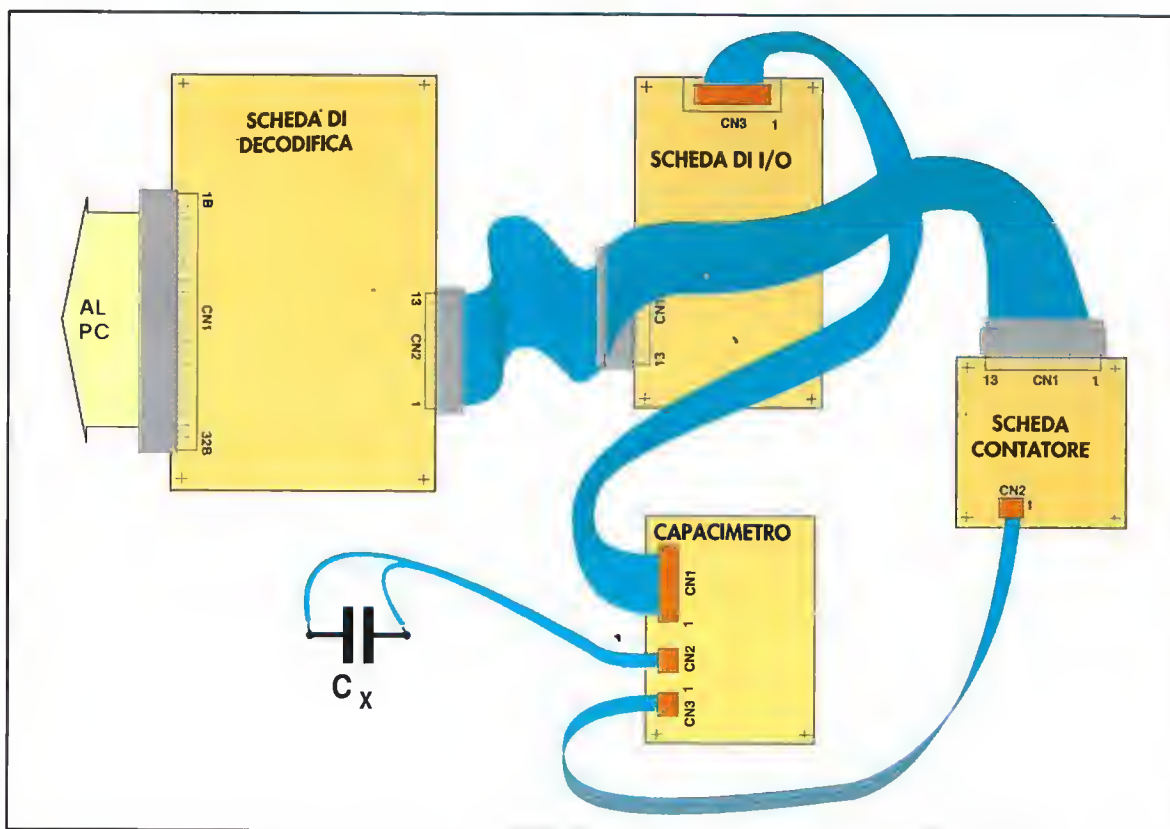 SCHEDA DI
DECODIFICA
1B
CN1
32B
AL
PC
13
CN2
1
CN3 1
SCHEDA DI I/O
CN1
13
13 CN1 1
SCHEDA
CONTATORE
CN2
1
CAPACIMETRO
CN1
1
CN2
1
CN3
CX